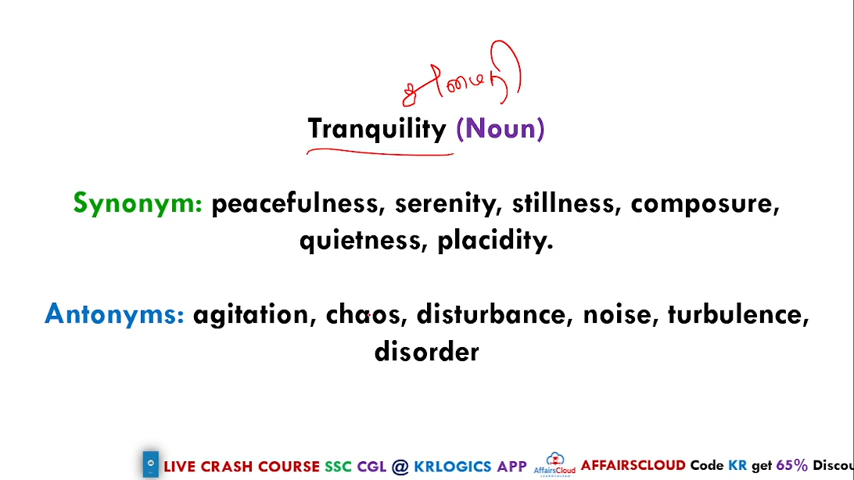 Tranquility (Noun)
Synonym: peacefulness, serenity, stillness, composure,
quietness, placidity.
Antonyms: agitation, chaos, disturbance, noise, turbulence,
disorder
LIVE CRASH COURSE SSC CGL @ KRLOGICS APP AffairsCloud AFFAIRSCLOUD Code KR get 65% Discou